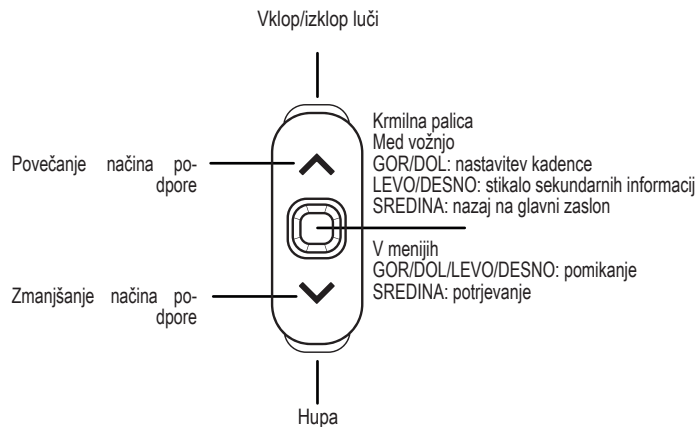 Vklop/izklop luči
Povečanje načina po-
dpore
Zmanjšanje načina po-
dpore
Krmilna palica
Med vožnjo
GOR/DOL: nastavitev kadence
LEVO/DESNO: stikalo sekundarnih informacij
SREDINA: nazaj na glavni zaslon
V menijih
GOR/DOL/LEVO/DESNO: pomikanje
SREDINA: potrjevanje
Hupa